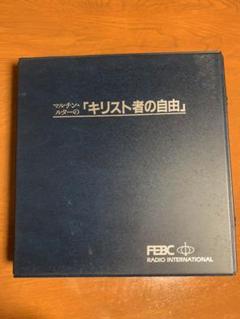 マルチン・
ルターの
「キリスト者の自由」
FEBC
RADIO INTERNATIONAL